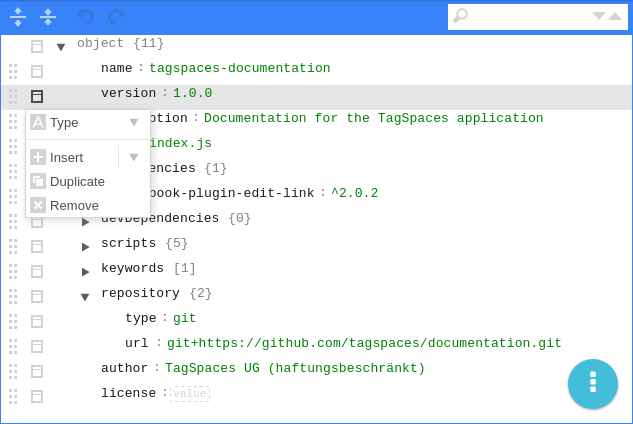 object {11}
name : tagspaces-documentation
version : 1.0.0
Type
ption : Documentation for the TagSpaces application
index.js
Insert
encies {1}
Duplicate
book-plugin-edit-link : ^2.0.2
Remove
devDependencies {0}
scripts {5}
keywords [1]
repository {2}
type : git
url : git+https://github.com/tagspaces/documentation.git
author : TagSpaces UG (haftungsbeschränkt)
license : value